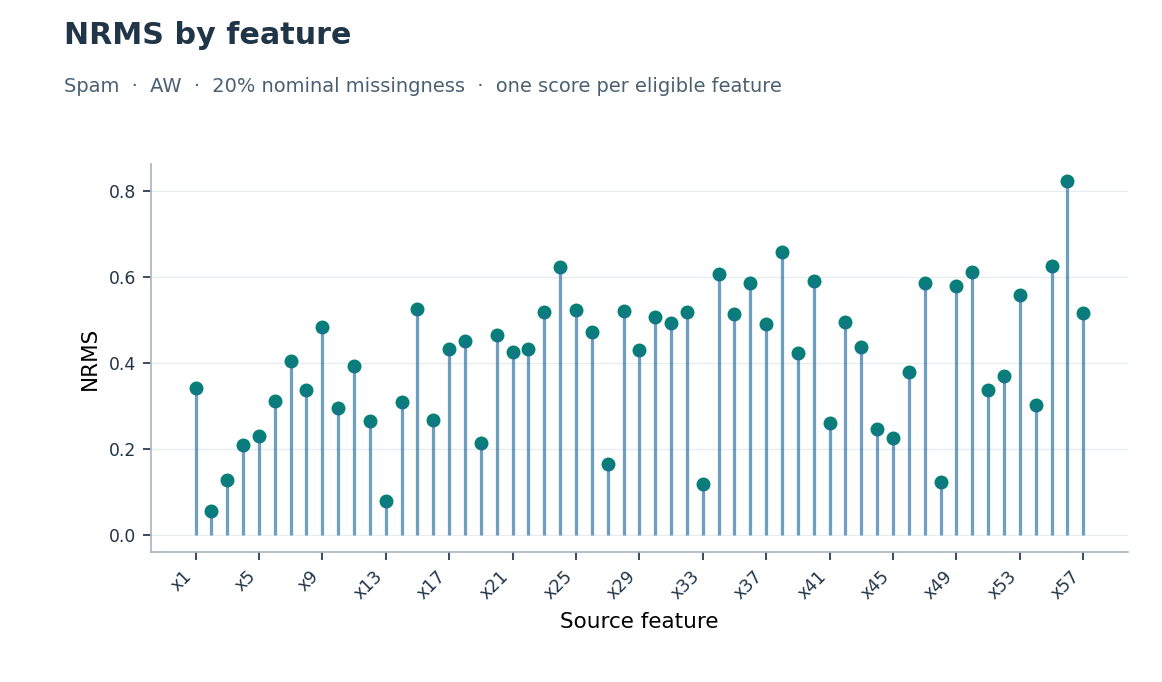 NRMS by feature
Spam · AW · 20% nominal missingness · one score per eligible feature
0.8
0.6
0.4
0.2
0.0
NRMS
x1 x5 x9 x13 x17 x21 x25 x29 x33 x37 x41 x45 x49 x53 x57
Source feature